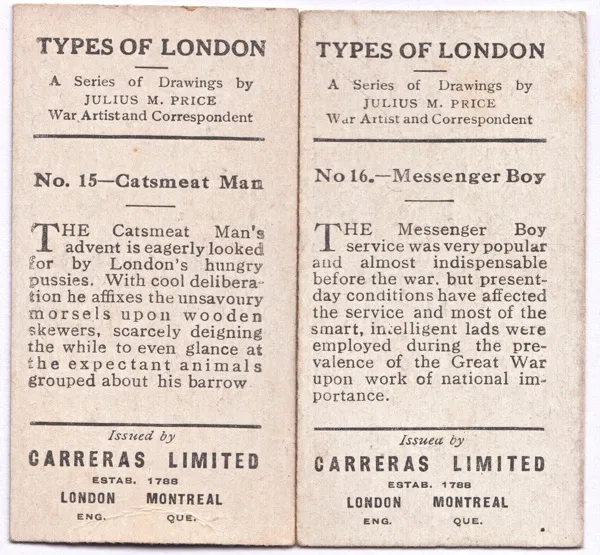 TYPES OF LONDON
A Series of Drawings by
JULIUS M. PRICE
War Artist and Correspondent
No. 15—Catsmeat Man
THE Catsmeat Man's
advent is eagerly looked
for by London's hungry
pussies. With cool delibera-
tion he affixes the unsavoury
morsels upon wooden
skewers, scarcely deigning
the while to even glance at
the expectant animals
grouped about his barrow
Issued by
CARRERAS LIMITED
ESTAB. 1788
LONDON MONTREAL
ENG. QUE.
TYPES OF LONDON
A Series of Drawings by
JULIUS M. PRICE
War Artist and Correspondent
No 16.—Messenger Boy
THE Messenger Boy
service was very popular
and almost indispensable
before the war. but present-
day conditions have affected
the service and most of the
smart, intelligent lads were
employed during the pre-
valence of the Great War
upon work of national im-
portance.
Issued by
CARRERAS LIMITED
ESTAB. 1788
LONDON MONTREAL
ENG. QUE.